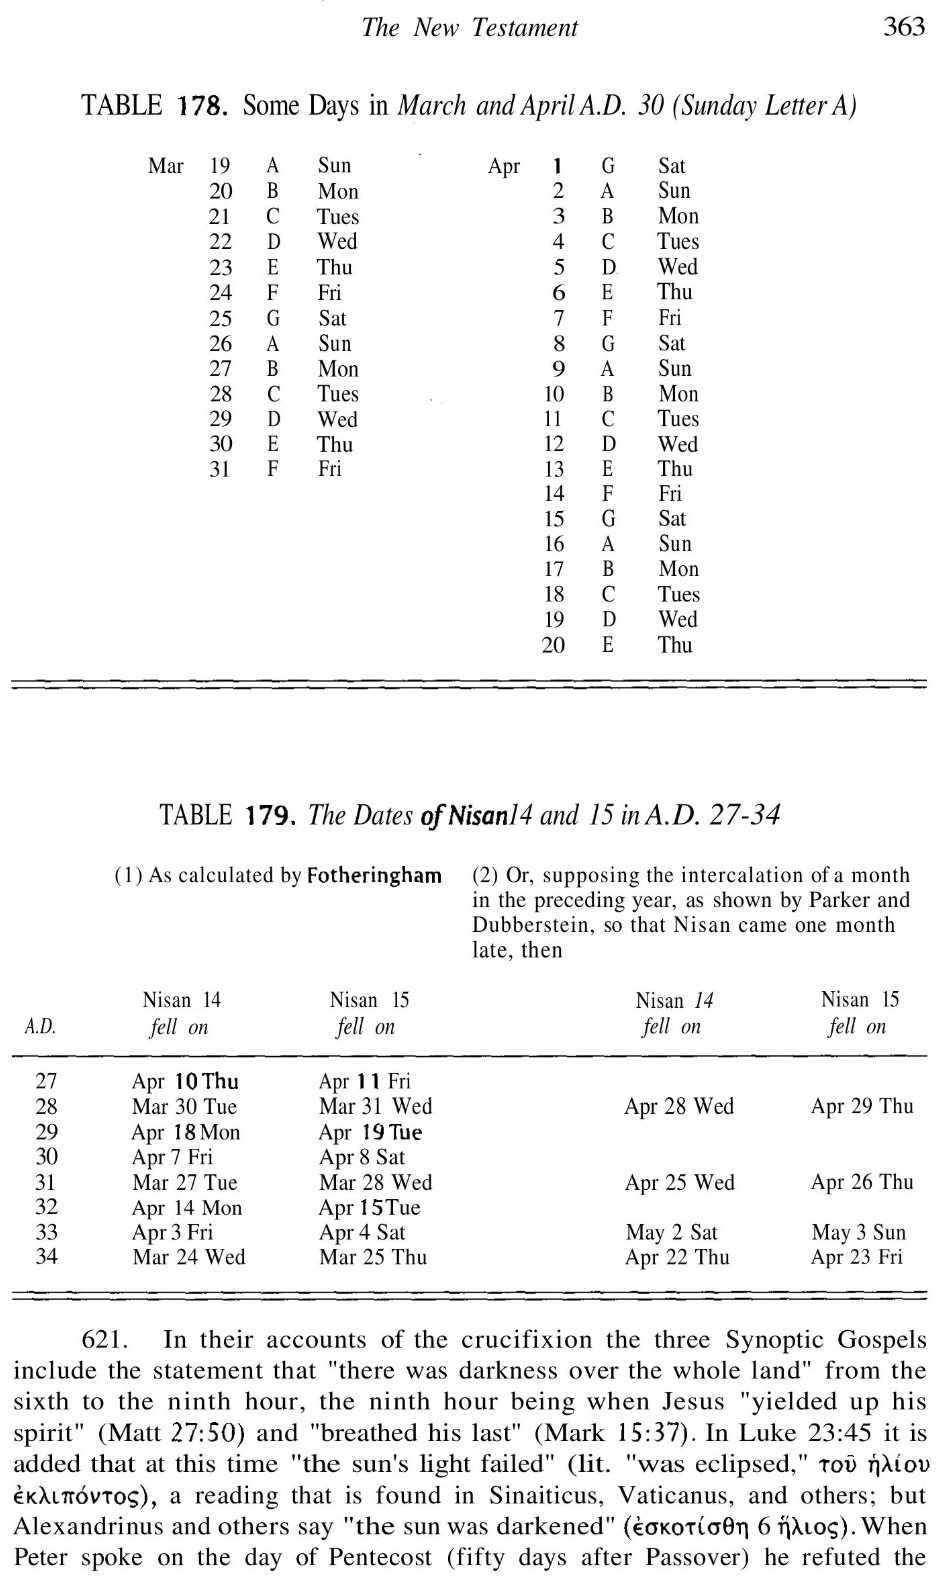 The New Testament 363
TABLE 178. Some Days in March and April A.D. 30 (Sunday Letter A)
Mar 19 A Sun Apr 1 G Sat
20 B Mon 2 A Sun
21 C Tues 3 B Mon
22 D Wed 4 C Tues
23 E Thu 5 D Wed
24 F Fri 6 E Thu
25 G Sat 7 F Fri
26 A Sun 8 G Sat
27 B Mon 9 A Sun
28 C Tues 10 B Mon
29 D Wed 11 C Tues
30 E Thu 12 D Wed
31 F Fri 13 E Thu
14 F Fri
15 G Sat
16 A Sun
17 B Mon
18 C Tues
19 D Wed
20 E Thu
TABLE 179. The Dates of Nisan 14 and 15 in A.D. 27-34
(1) As calculated by Fotheringham (2) Or, supposing the intercalation of a month
in the preceding year, as shown by Parker and
Dubberstein, so that Nisan came one month
late, then
Nisan 14 Nisan 15 Nisan 14 Nisan 15
A.D. fell on fell on fell on fell on
27 Apr 10 Thu Apr 11 Fri
28 Mar 30 Tue Mar 31 Wed Apr 28 Wed Apr 29 Thu
29 Apr 18 Mon Apr 19 Tue
30 Apr 7 Fri Apr 8 Sat
31 Mar 27 Tue Mar 28 Wed Apr 25 Wed Apr 26 Thu
32 Apr 14 Mon Apr 15 Tue
33 Apr 3 Fri Apr 4 Sat May 2 Sat May 3 Sun
34 Mar 24 Wed Mar 25 Thu Apr 22 Thu Apr 23 Fri
621. In their accounts of the crucifixion the three Synoptic Gospels
include the statement that "there was darkness over the whole land" from the
sixth to the ninth hour, the ninth hour being when Jesus "yielded up his
spirit" (Matt 27:50) and "breathed his last" (Mark 15:37). In Luke 23:45 it is
added that at this time "the sun's light failed" (lit. "was eclipsed," τοῦ ἡλίου
ἐκλιπόντος), a reading that is found in Sinaiticus, Vaticanus, and others; but
Alexandrinus and others say "the sun was darkened" (ἐσκοτίσθη 6 ἥλιος). When
Peter spoke on the day of Pentecost (fifty days after Passover) he refuted the